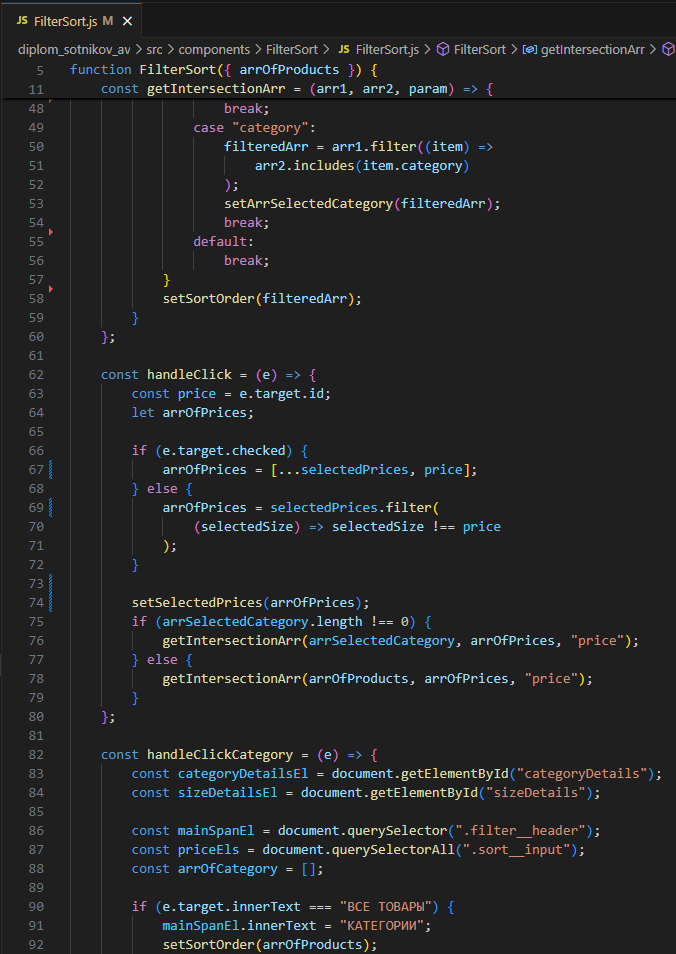 JS FilterSort.js M ×
diplom_sotnikov_av > src > components > FilterSort > JS FilterSort.js > FilterSort > getIntersectionArr >
5 function FilterSort({ arrOfProducts }) {
11 const getIntersectionArr = (arr1, arr2, param) => {
48 break;
49 case "category":
50 filteredArr = arr1.filter((item) =>
51 arr2.includes(item.category)
52 );
53 setArrSelectedCategory(filteredArr);
54 break;
55 default:
56 break;
57 }
58 setSortOrder(filteredArr);
59 }
60 };
61
62 const handleClick = (e) => {
63 const price = e.target.id;
64 let arrOfPrices;
65
66 if (e.target.checked) {
67 arrOfPrices = [...selectedPrices, price];
68 } else {
69 arrOfPrices = selectedPrices.filter(
70 (selectedSize) => selectedSize !== price
71 );
72 }
73
74 setSelectedPrices(arrOfPrices);
75 if (arrSelectedCategory.length !== 0) {
76 getIntersectionArr(arrSelectedCategory, arrOfPrices, "price");
77 } else {
78 getIntersectionArr(arrOfProducts, arrOfPrices, "price");
79 }
80 };
81
82 const handleClickCategory = (e) => {
83 const categoryDetailsEl = document.getElementById("categoryDetails");
84 const sizeDetailsEl = document.getElementById("sizeDetails");
85
86 const mainSpanEl = document.querySelector(".filter__header");
87 const priceEls = document.querySelectorAll(".sort__input");
88 const arrOfCategory = [];
89
90 if (e.target.innerText === "ВСЕ ТОВАРЫ") {
91 mainSpanEl.innerText = "КАТЕГОРИИ";
92 setSortOrder(arrOfProducts);